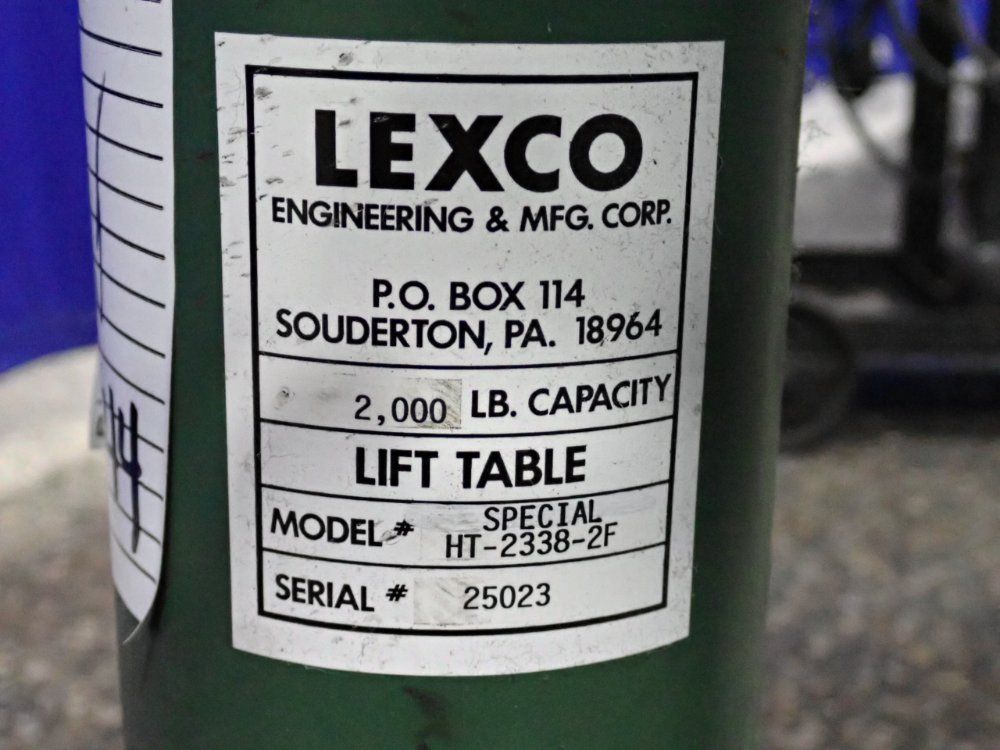 LEXCO
ENGINEERING & MFG. CORP.
P.O. BOX 114
SOUDERTON, PA. 18964
2,000 LB. CAPACITY
LIFT TABLE
MODEL # SPECIAL
HT-2338-2F
SERIAL # 25023